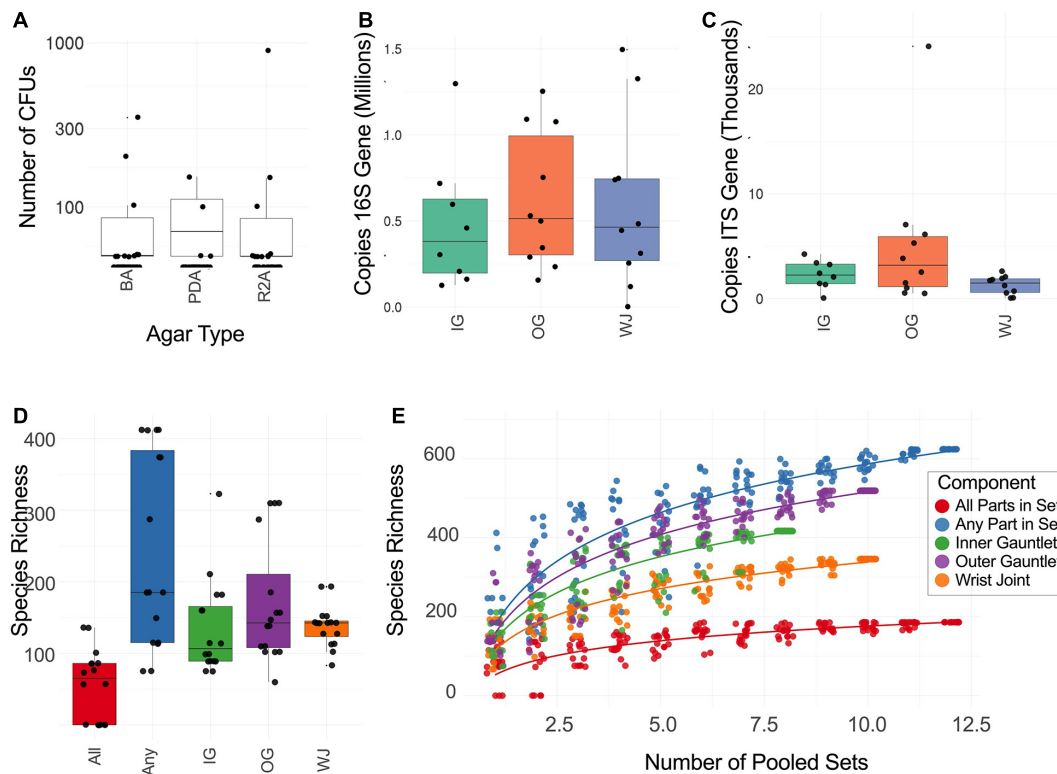 A
Number of CFUs
1000
300
100
BA
PDA
R2A
Agar Type
B
Copies 16S Gene (Millions)
1.5
1.0
0.5
0.0
IG
OG
WJ
C
Copies ITS Gene (Thousands)
20
10
0
IG
OG
WJ
D
Species Richness
400
300
200
100
All
Any
IG
OG
WJ
E
Species Richness
600
400
200
0
2.5
5.0
7.5
10.0
12.5
Number of Pooled Sets
Component
All Parts in Se
Any Part in Se
Inner Gauntlet
Outer Gauntlet
Wrist Joint